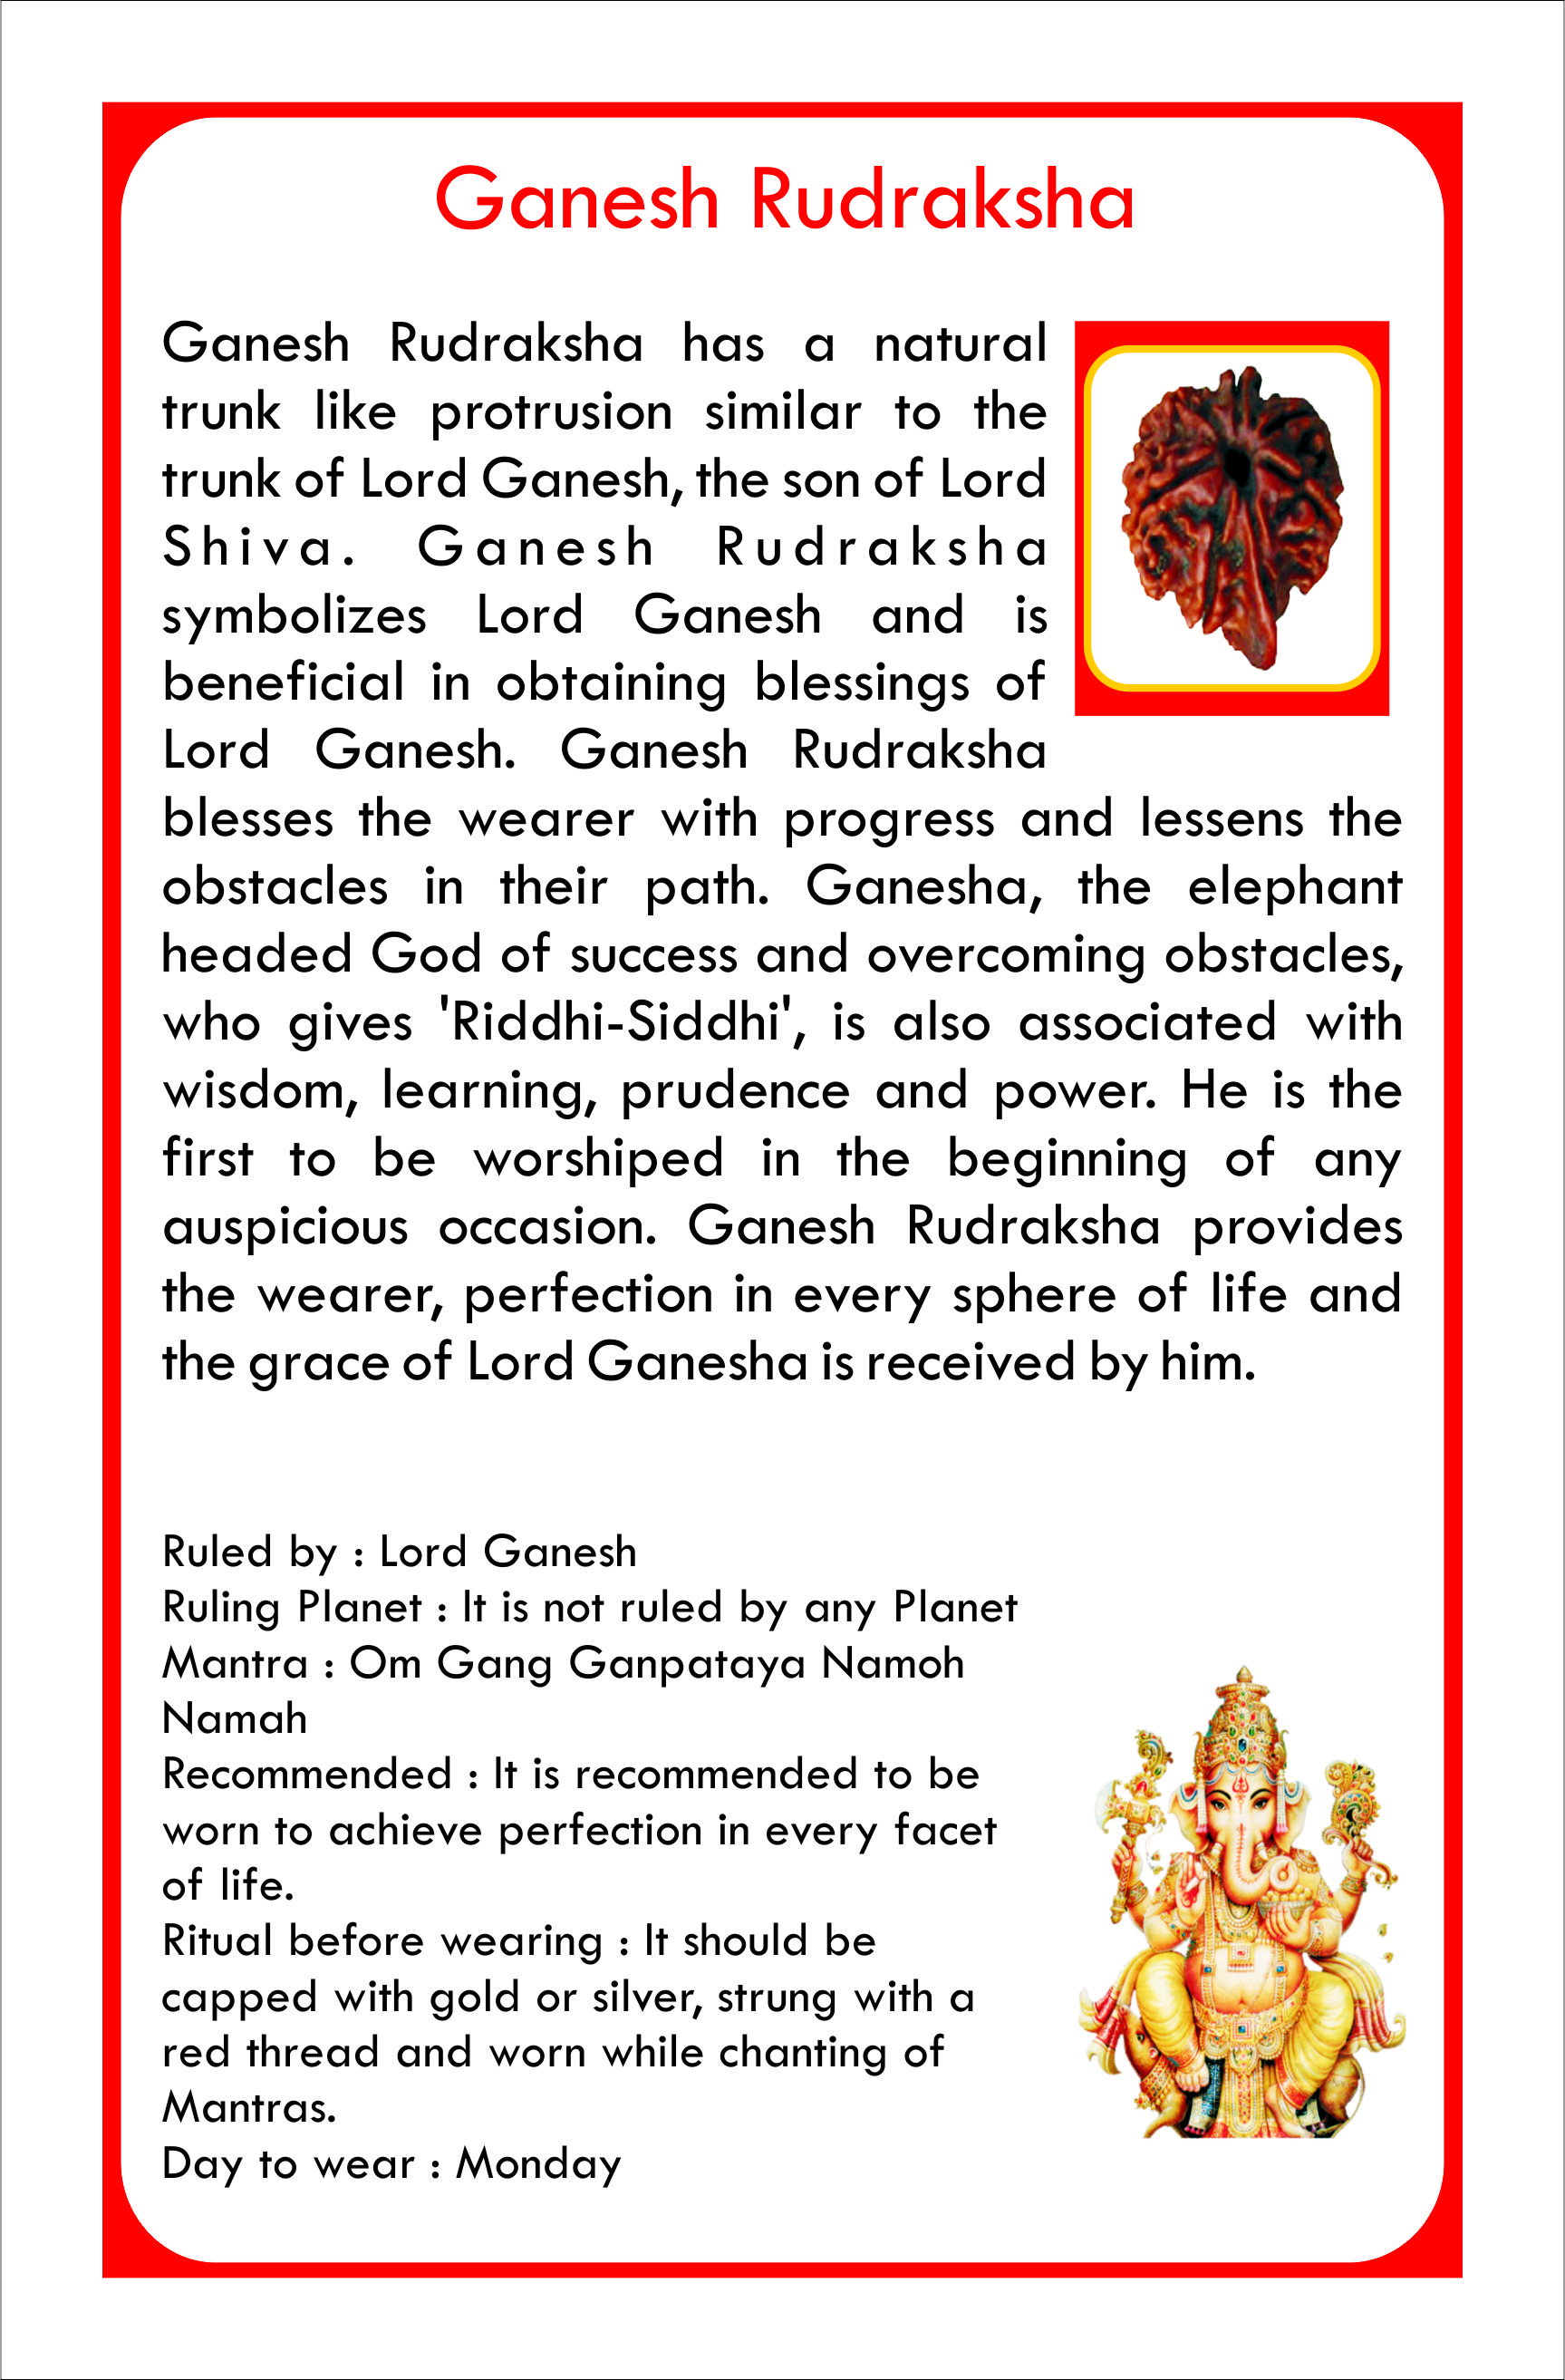 Ganesh Rudraksha
Ganesh Rudraksha has a natural
trunk like protrusion similar to the
trunk of Lord Ganesh, the son of Lord
Shiva. Ganesh Rudraksha
symbolizes Lord Ganesh and is
beneficial in obtaining blessings of
Lord Ganesh. Ganesh Rudraksha
blesses the wearer with progress and lessens the
obstacles in their path. Ganesha, the elephant
headed God of success and overcoming obstacles,
who gives 'Riddhi-Siddhi', is also associated with
wisdom, learning, prudence and power. He is the
first to be worshiped in the beginning of any
auspicious occasion. Ganesh Rudraksha provides
the wearer, perfection in every sphere of life and
the grace of Lord Ganesha is received by him.
Ruled by : Lord Ganesh
Ruling Planet : It is not ruled by any Planet
Mantra : Om Gang Ganpataya Namoh
Namah
Recommended : It is recommended to be
worn to achieve perfection in every facet
of life.
Ritual before wearing : It should be
capped with gold or silver, strung with a
red thread and worn while chanting of
Mantras.
Day to wear : Monday